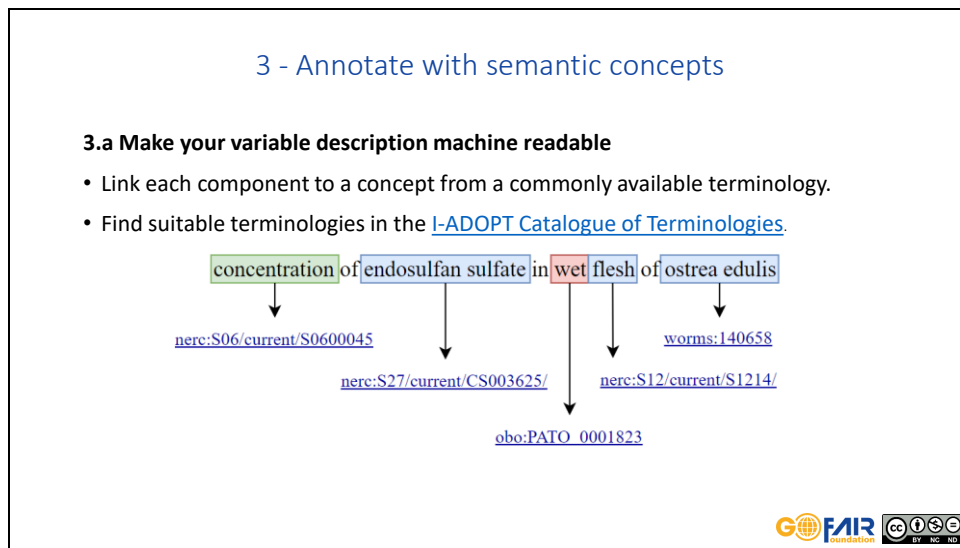 3 - Annotate with semantic concepts
3.a Make your variable description machine readable
• Link each component to a concept from a commonly available terminology.
• Find suitable terminologies in the I-ADOPT Catalogue of Terminologies.
concentration of endosulfan sulfate in wet flesh of ostrea edulis
nerc:S06/current/S0600045
worms:140658
nerc:S27/current/CS003625/
nerc:S12/current/S1214/
obo:PATO_0001823
GO FAIR
foundation
cc
BY NC ND